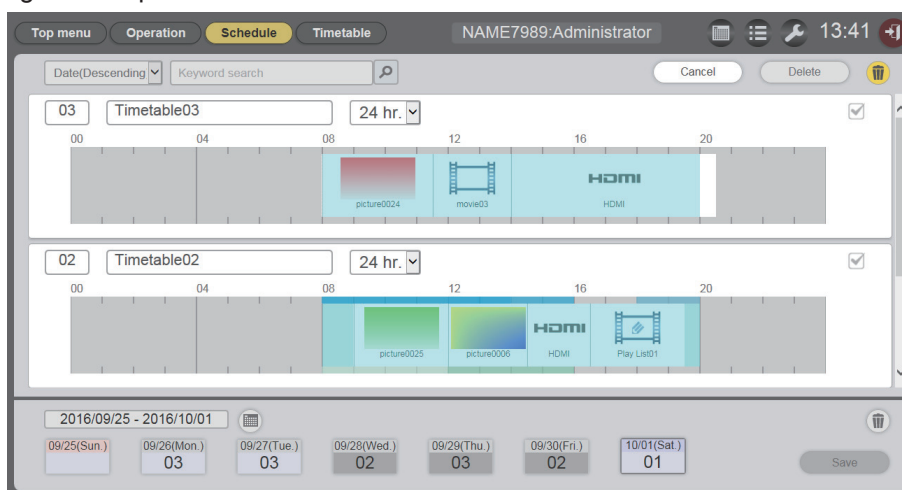 Top menu Operation Schedule Timetable NAME7989:Administrator 13:41
Date(Descending Keyword search Cancel Delete
03 Timetable03 24 hr.
00 04 08 12 16 20
HDMI
picture0024 movie03 HDMI
02 Timetable02 24 hr.
00 04 08 12 16 20
HDMI
picture0025 picture0006 HDMI Play List01
2016/09/25 - 2016/10/01
09/25(Sun.) 09/26(Mon.) 09/27(Tue.) 09/28(Wed.) 09/29(Thu.) 09/30(Fri.) 10/01(Sat.)
03 03 02 03 02 01
Save